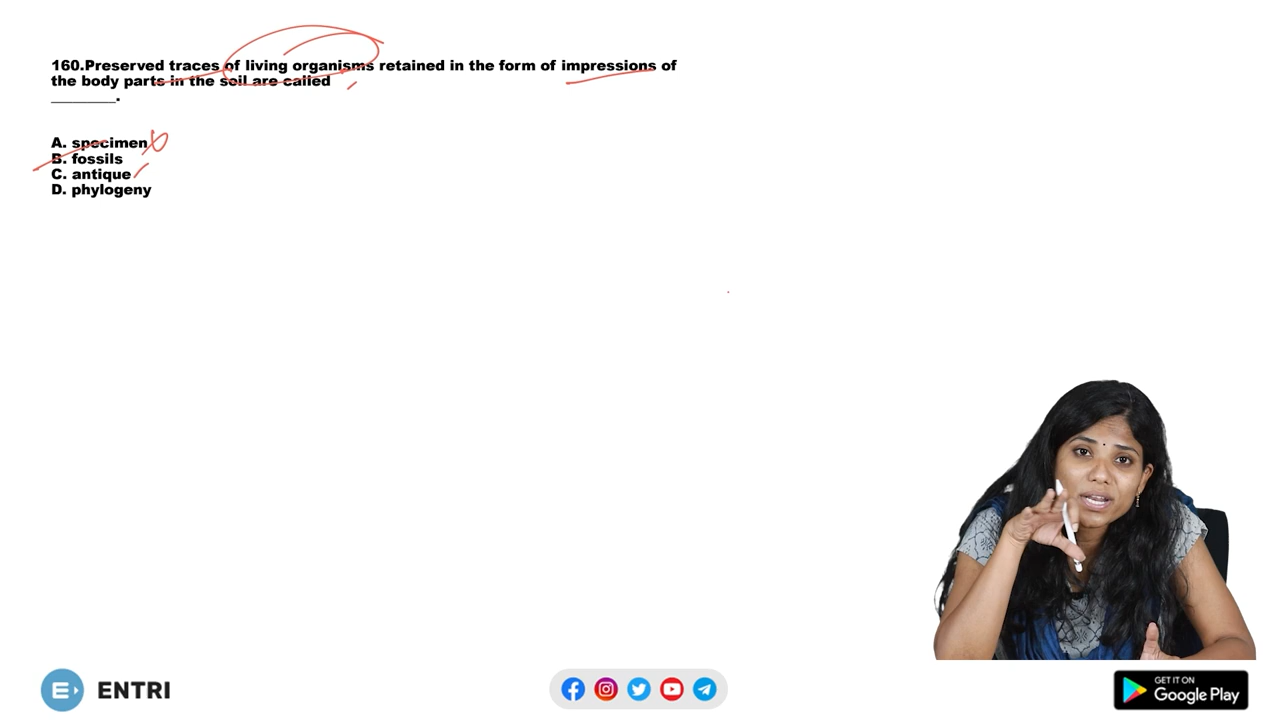 160.Preserved traces of living organisms retained in the form of impressions of
the body parts in the soil are called
________.
A. specimen
B. fossils
C. antique
D. phylogeny
E ENTRI
GET IT ON
Google Play